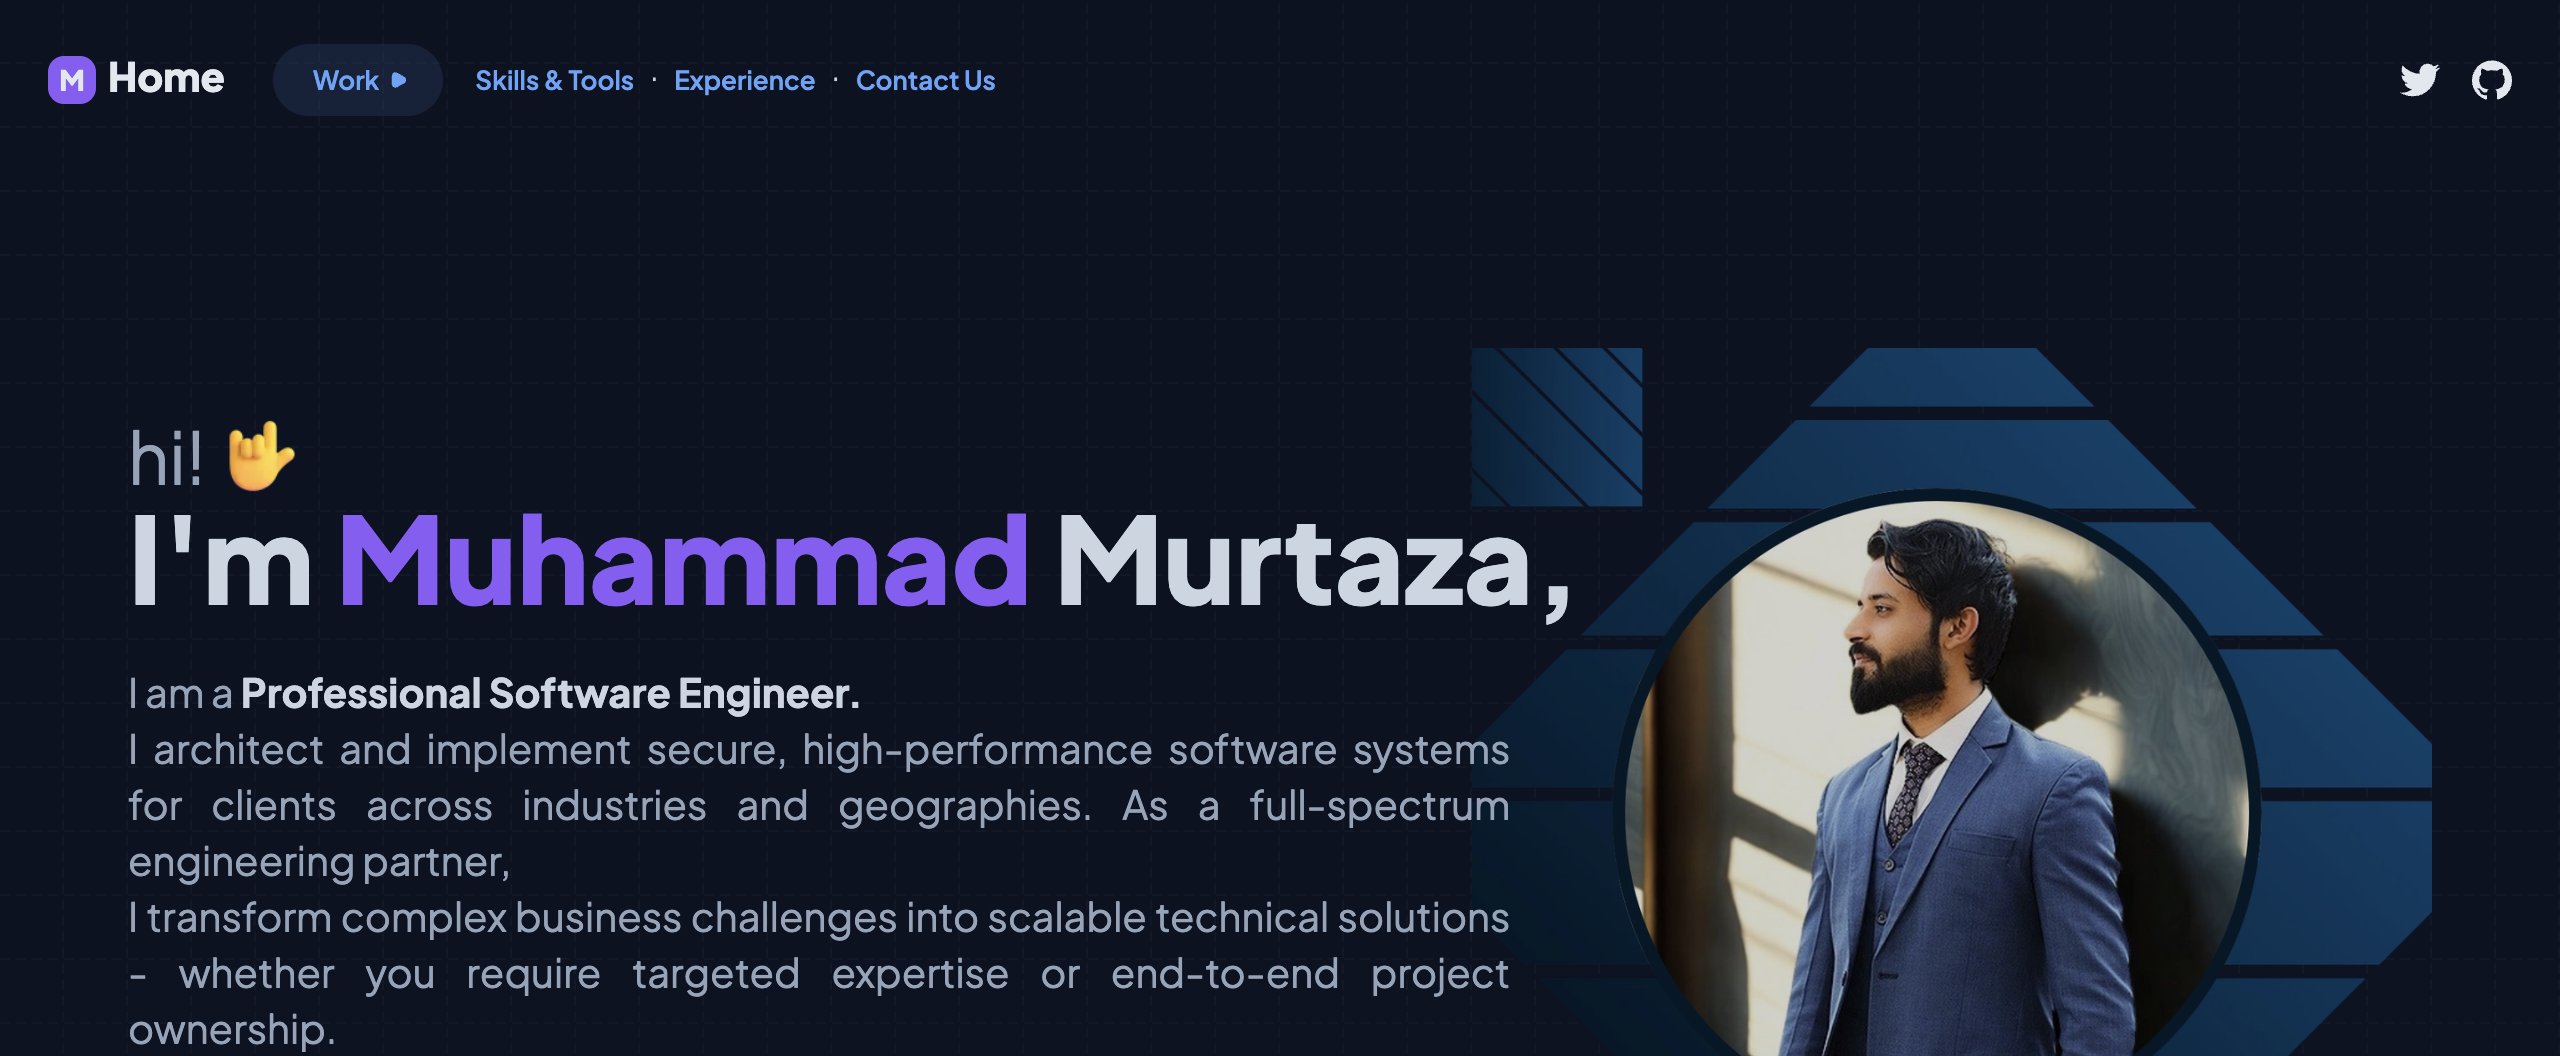 M Home
Work
Skills & Tools · Experience · Contact Us
hi! 🤙
I'm Muhammad Murtaza,
I am a Professional Software Engineer.
I architect and implement secure, high-performance software systems
for clients across industries and geographies. As a full-spectrum
engineering partner,
I transform complex business challenges into scalable technical solutions
- whether you require targeted expertise or end-to-end project
ownership.